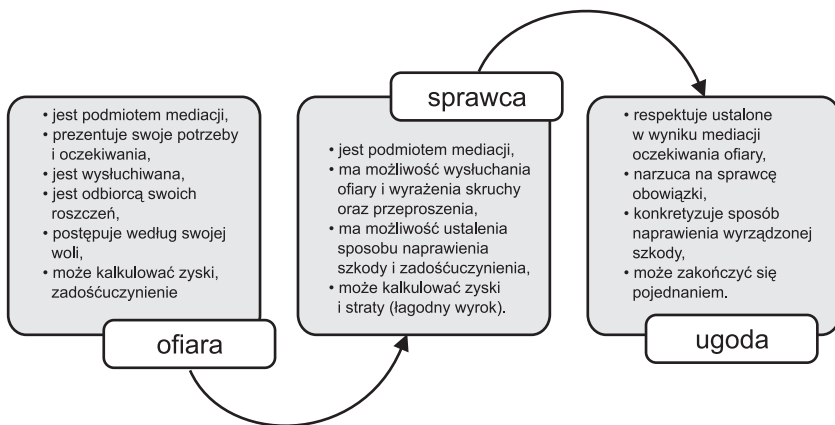 • jest podmiotem mediacji,
• prezentuje swoje potrzeby
i oczekiwania,
• jest wysłuchiwana,
• jest odbiorcą swoich
roszczeń,
• postępuje według swojej
woli,
• może kalkulować zyski,
zadośćuczynienie
ofiara
sprawca
• jest podmiotem mediacji,
• ma możliwość wysłuchania
ofiary i wyrażenia skruchy
oraz przeproszenia,
• ma możliwość ustalenia
sposobu naprawienia
szkody i zadośćuczynienia,
• może kalkulować zyski
i straty (łagodny wyrok).
• respektuje ustalone
w wyniku mediacji
oczekiwania ofiary,
• narzuca na sprawcę
obowiązki,
• konkretyzuje sposób
naprawienia wyrządzonej
szkody,
• może zakończyć się
pojednaniem.
ugoda